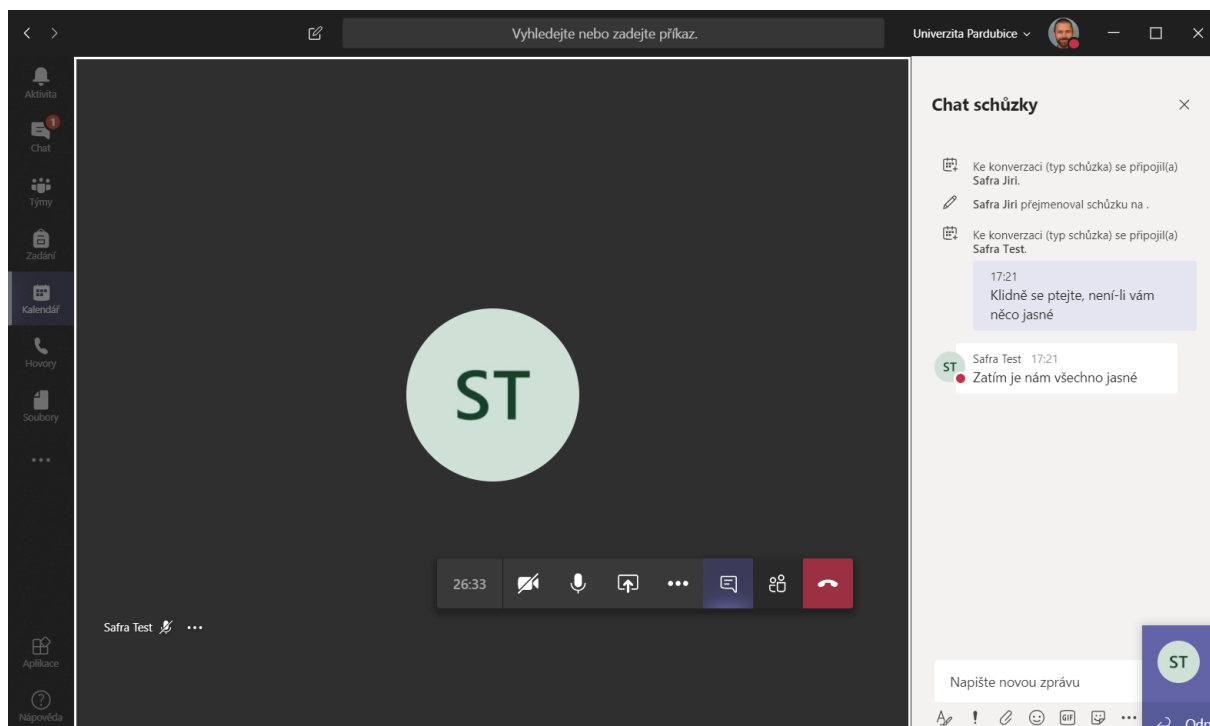 Vyhledejte nebo zadejte příkaz.
Univerzita Pardubice
Aktivita
1
Chat
Týmy
Zadání
Kalendář
Hovory
Soubory
Aplikace
Nápověda
ST
26:33
Safra Test
Chat schůzky
Ke konverzaci (typ schůzka) se připojil(a)
Safra Jiri.
Safra Jiri přejmenoval schůzku na .
Ke konverzaci (typ schůzka) se připojil(a)
Safra Test.
17:21
Klidně se ptejte, není-li vám
něco jasné
ST
Safra Test 17:21
Zatím je nám všechno jasné
Napište novou zprávu
GIF
ST